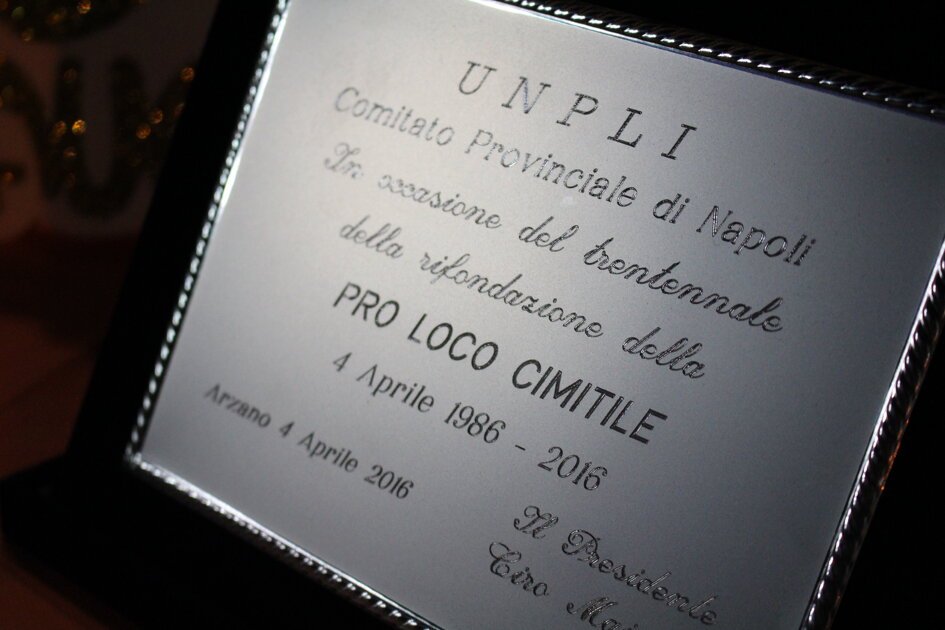 U N P L I
Comitato Provinciale di Napoli
In occasione del trentennale
della rifondazione della
PRO LOCO CIMITILE
4 Aprile 1986 - 2016
Arzano 4 Aprile 2016
Il Presidente
Ciro